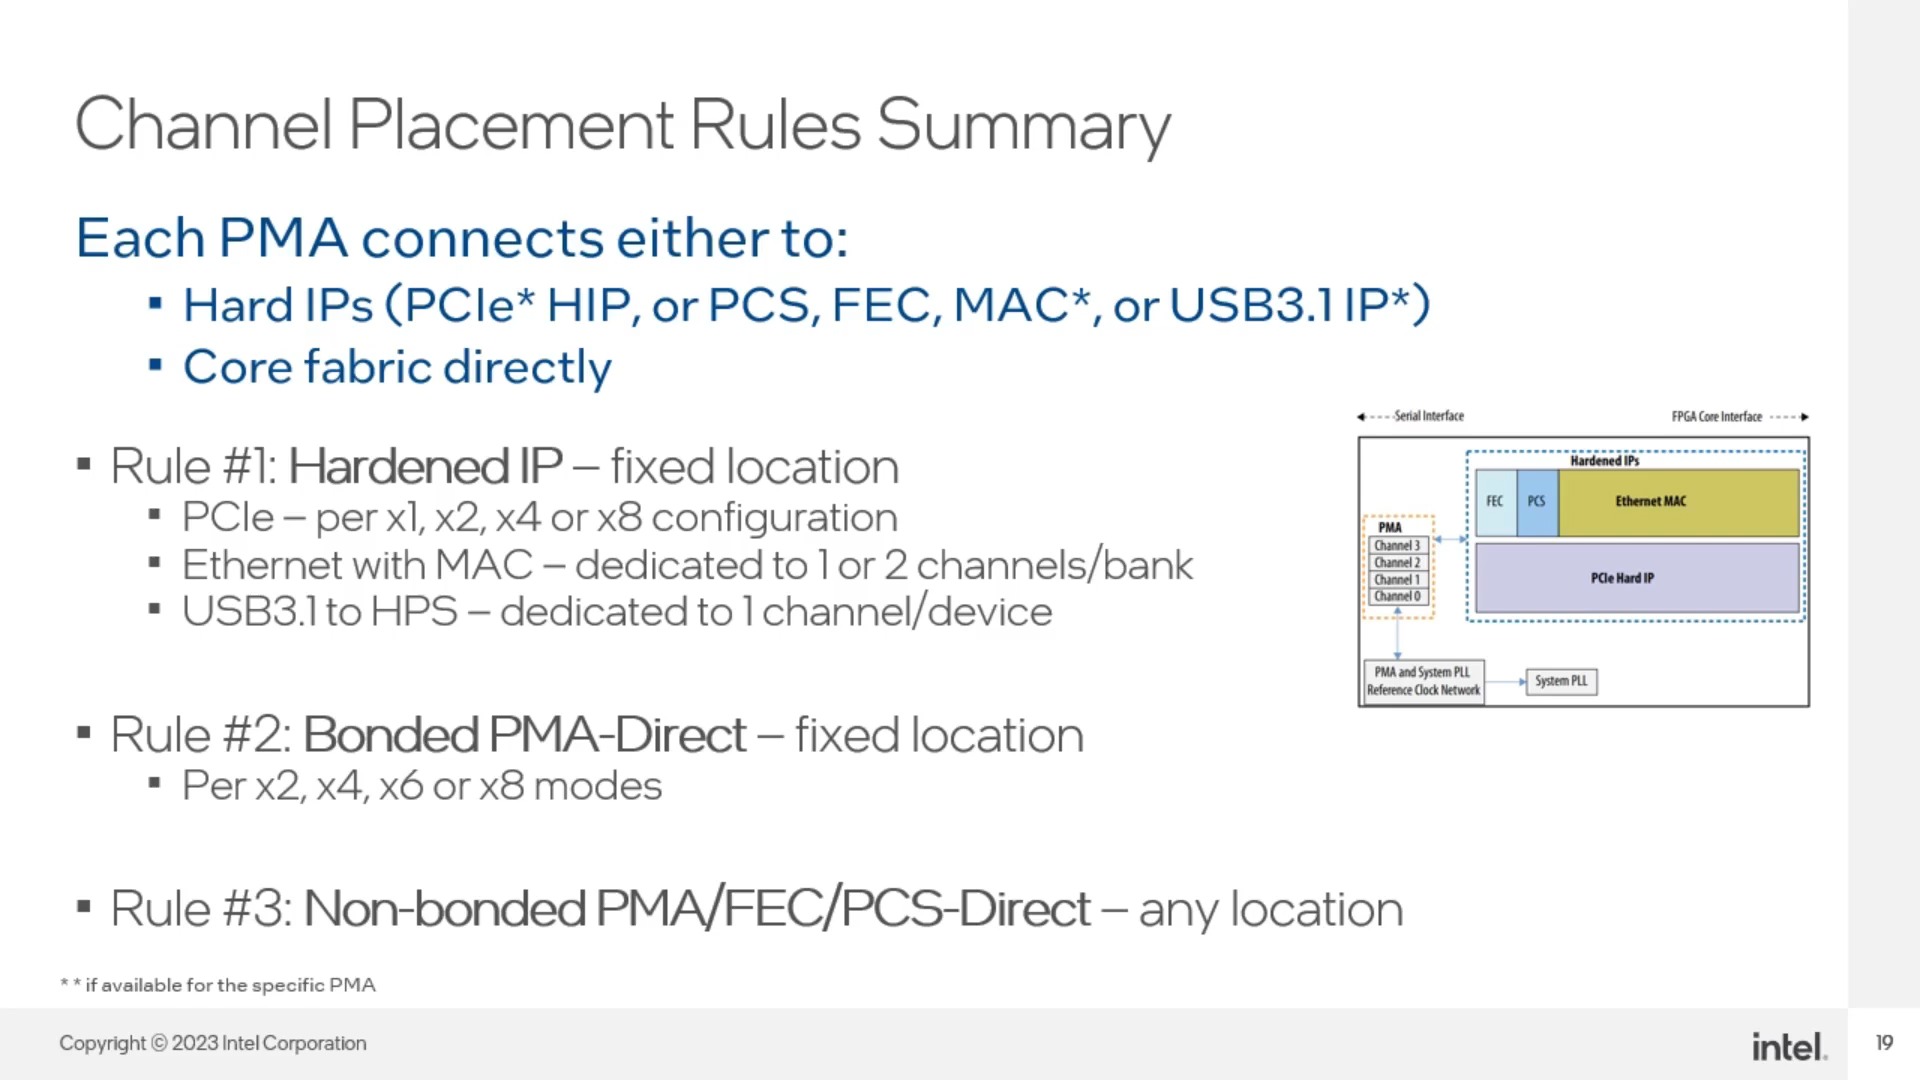 Channel Placement Rules Summary
Each PMA connects either to:
▪ Hard IPs (PCIe* HIP, or PCS, FEC, MAC*, or USB3.1 IP*)
▪ Core fabric directly
▪ Rule #1: Hardened IP – fixed location
▪ PCIe – per x1, x2, x4 or x8 configuration
▪ Ethernet with MAC – dedicated to 1 or 2 channels/bank
▪ USB3.1 to HPS – dedicated to 1 channel/device
▪ Rule #2: Bonded PMA-Direct – fixed location
▪ Per x2, x4, x6 or x8 modes
▪ Rule #3: Non-bonded PMA/FEC/PCS-Direct – any location
Serial Interface
FPGA Core Interface
Hardened IPs
FEC
PCS
Ethernet MAC
PMA
Channel 3
Channel 2
Channel 1
Channel 0
PCIe Hard IP
PMA and System PLL
Reference Clock Network
System PLL
* * if available for the specific PMA
Copyright © 2023 Intel Corporation
intel.
19